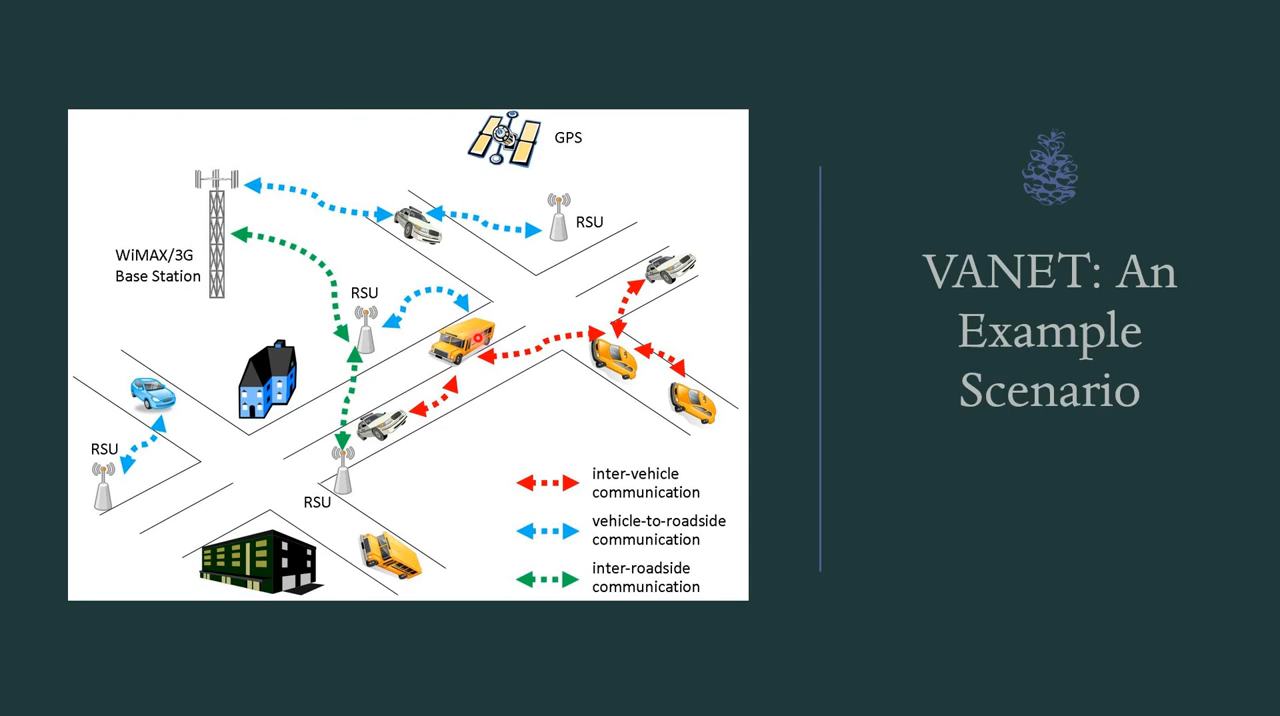 GPS
RSU
WiMAX/3G
Base Station
RSU
RSU
RSU
inter-vehicle
communication
vehicle-to-roadside
communication
inter-roadside
communication
VANET: An
Example
Scenario